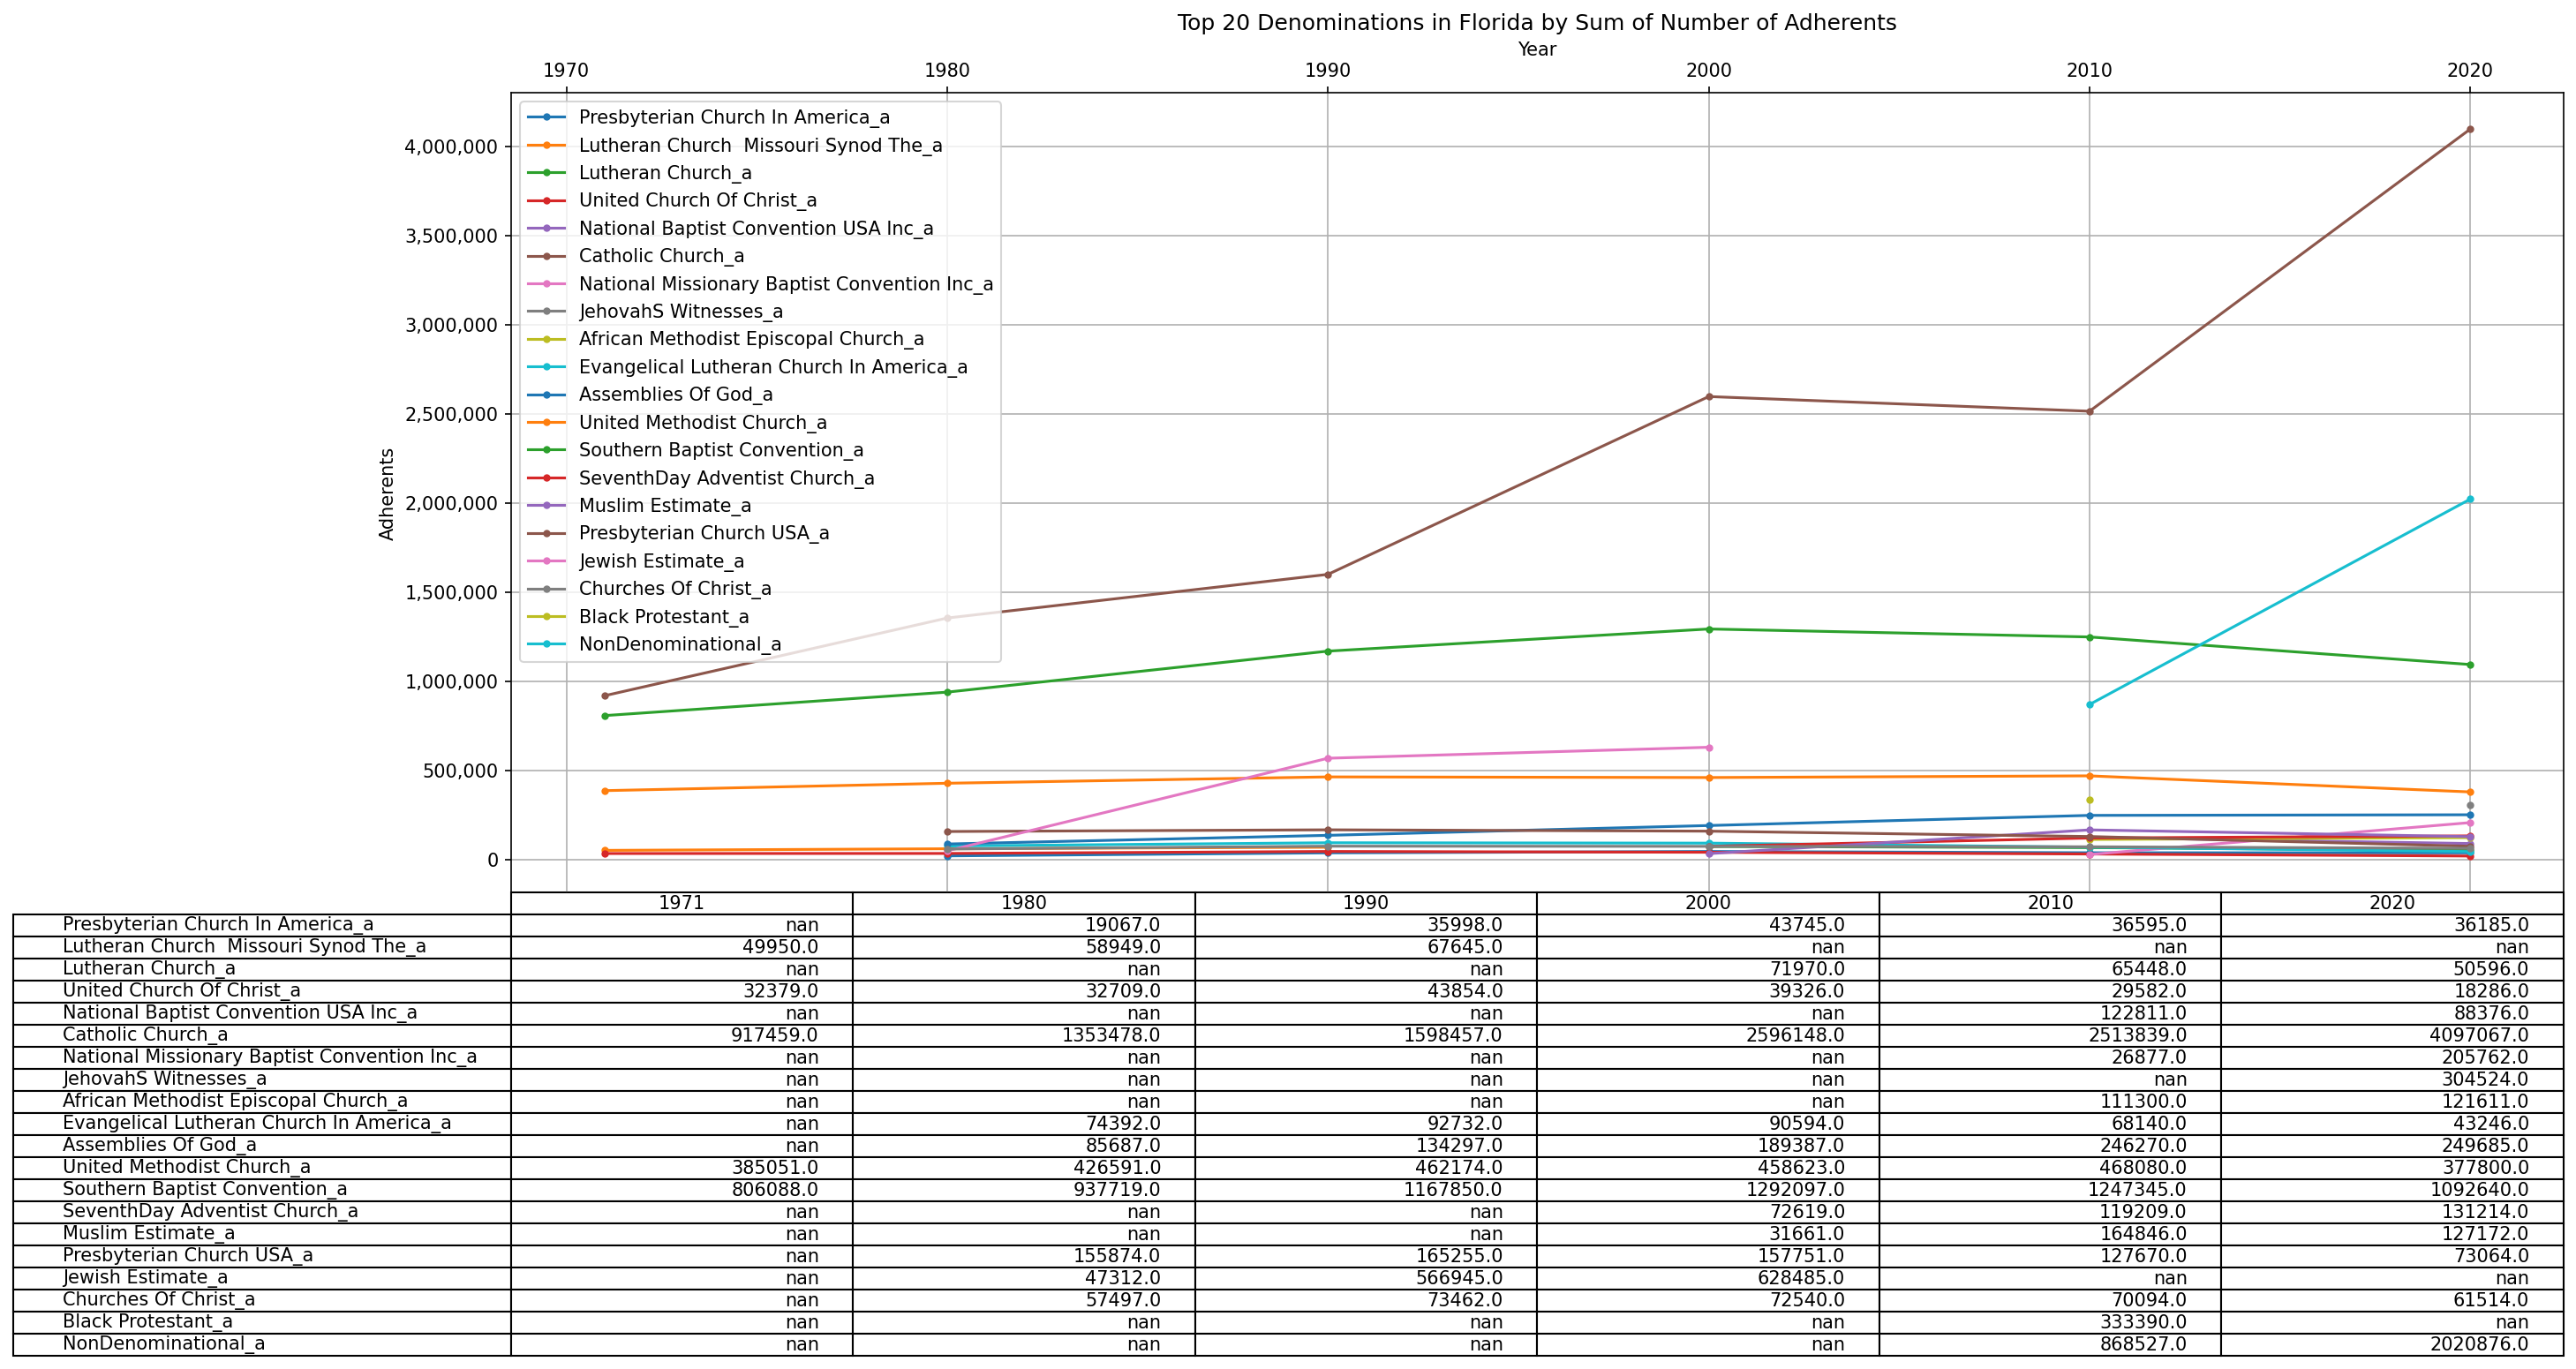 Top 20 Denominations in Florida by Sum of Number of Adherents
Year
1970 1980 1990 2000 2010 2020
Adherents
4,000,000
3,500,000
3,000,000
2,500,000
2,000,000
1,500,000
1,000,000
500,000
0
Presbyterian Church In America_a
Lutheran Church  Missouri Synod The_a
Lutheran Church_a
United Church Of Christ_a
National Baptist Convention USA Inc_a
Catholic Church_a
National Missionary Baptist Convention Inc_a
JehovahS Witnesses_a
African Methodist Episcopal Church_a
Evangelical Lutheran Church In America_a
Assemblies Of God_a
United Methodist Church_a
Southern Baptist Convention_a
SeventhDay Adventist Church_a
Muslim Estimate_a
Presbyterian Church USA_a
Jewish Estimate_a
Churches Of Christ_a
Black Protestant_a
NonDenominational_a
1971 1980 1990 2000 2010 2020
Presbyterian Church In America_a nan 19067.0 35998.0 43745.0 36595.0 36185.0
Lutheran Church  Missouri Synod The_a 49950.0 58949.0 67645.0 nan nan nan
Lutheran Church_a nan nan nan 71970.0 65448.0 50596.0
United Church Of Christ_a 32379.0 32709.0 43854.0 39326.0 29582.0 18286.0
National Baptist Convention USA Inc_a nan nan nan nan 122811.0 88376.0
Catholic Church_a 917459.0 1353478.0 1598457.0 2596148.0 2513839.0 4097067.0
National Missionary Baptist Convention Inc_a nan nan nan nan 26877.0 205762.0
JehovahS Witnesses_a nan nan nan nan nan 304524.0
African Methodist Episcopal Church_a nan nan nan nan 111300.0 121611.0
Evangelical Lutheran Church In America_a nan 74392.0 92732.0 90594.0 68140.0 43246.0
Assemblies Of God_a nan 85687.0 134297.0 189387.0 246270.0 249685.0
United Methodist Church_a 385051.0 426591.0 462174.0 458623.0 468080.0 377800.0
Southern Baptist Convention_a 806088.0 937719.0 1167850.0 1292097.0 1247345.0 1092640.0
SeventhDay Adventist Church_a nan nan nan 72619.0 119209.0 131214.0
Muslim Estimate_a nan nan nan 31661.0 164846.0 127172.0
Presbyterian Church USA_a nan 155874.0 165255.0 157751.0 127670.0 73064.0
Jewish Estimate_a nan 47312.0 566945.0 628485.0 nan nan
Churches Of Christ_a nan 57497.0 73462.0 72540.0 70094.0 61514.0
Black Protestant_a nan nan nan nan 333390.0 nan
NonDenominational_a nan nan nan nan 868527.0 2020876.0